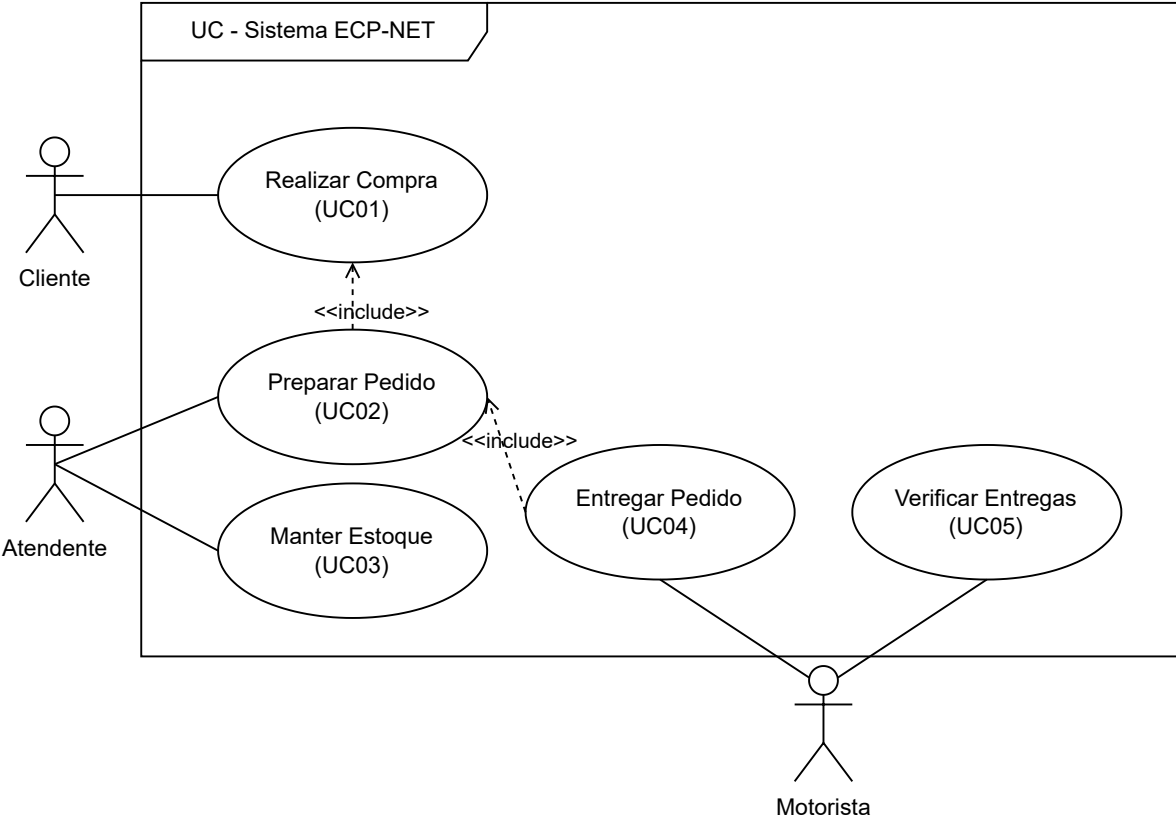 UC - Sistema ECP-NET
Realizar Compra
(UC01)
Cliente
<<include>>
Preparar Pedido
(UC02)
<<include>>
Entregar Pedido
(UC04)
Verificar Entregas
(UC05)
Manter Estoque
(UC03)
Atendente
Motorista